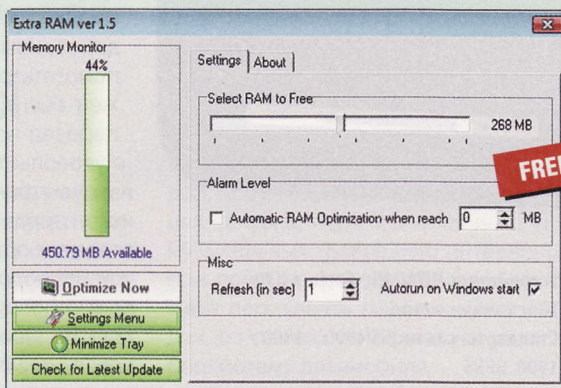 Extra RAM ver 1.5
Memory Monitor
44%
450.79 MB Available
Optimize Now
Settings Menu
Minimize Tray
Check for Latest Update
Settings
About
Select RAM to Free
268 MB
Alarm Level
Automatic RAM Optimization when reach
0
MB
Misc
Refresh (in sec)
1
Autorun on Windows start